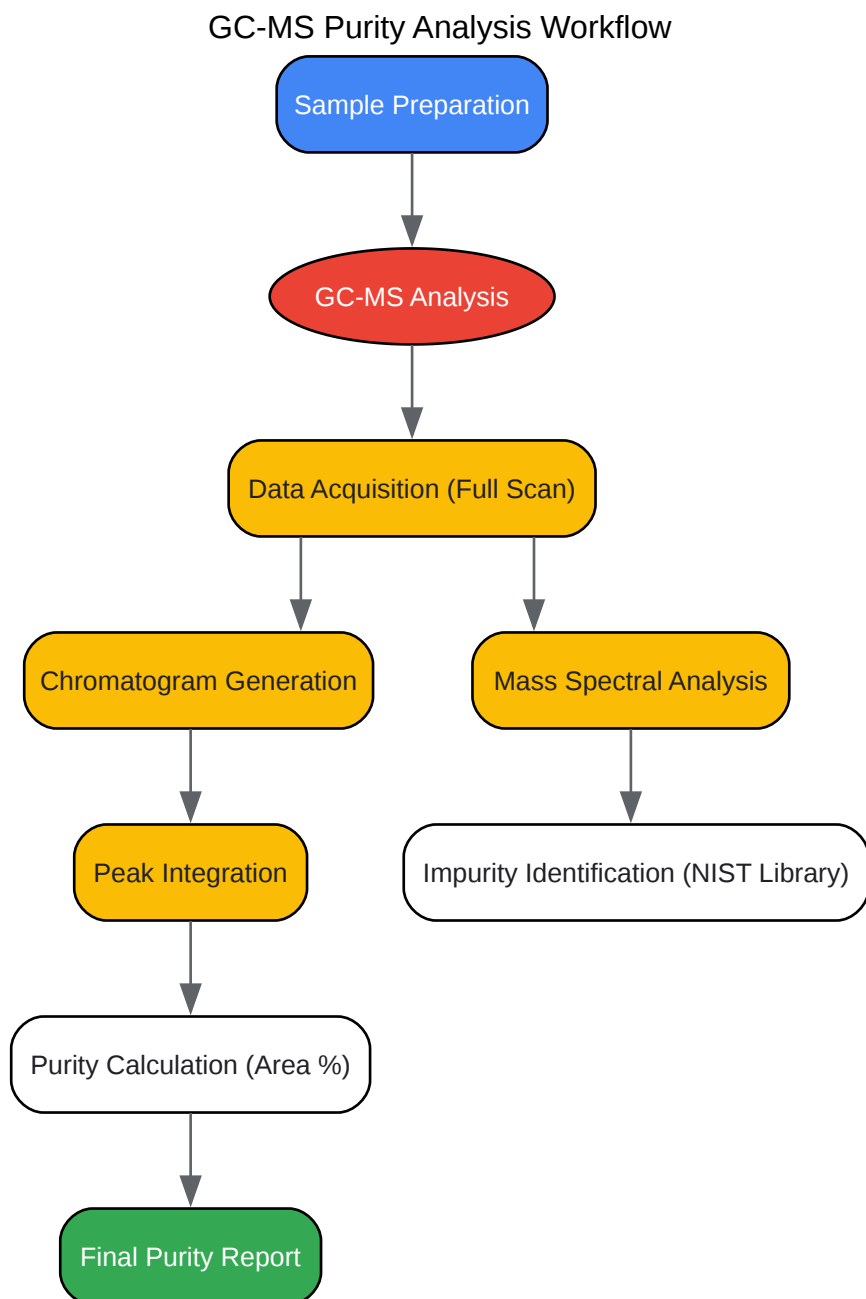 GC-MS Purity Analysis Workflow
Sample Preparation
GC-MS Analysis
Data Acquisition (Full Scan)
Chromatogram Generation
Mass Spectral Analysis
Peak Integration
Impurity Identification (NIST Library)
Purity Calculation (Area %)
Final Purity Report